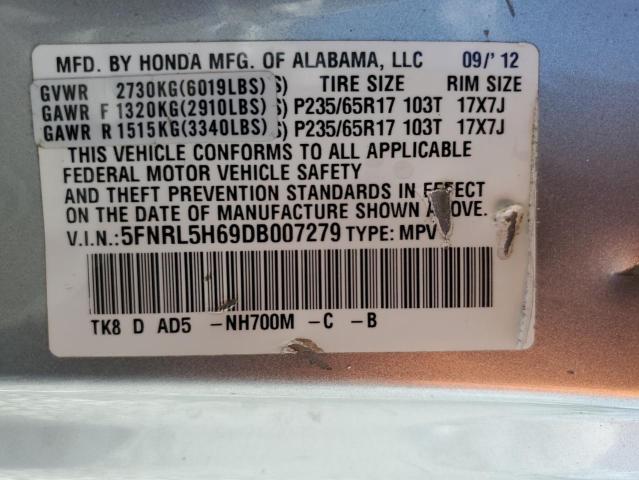 MFD. BY HONDA MFG. OF ALABAMA, LLC 09/'12
GVWR 2730KG(6019LBS) S) TIRE SIZE RIM SIZE
GAWR F 1320KG(2910LBS) S) P235/65R17 103T 17X7J
GAWR R 1515KG(3340LBS) S) P235/65R17 103T 17X7J
THIS VEHICLE CONFORMS TO ALL APPLICABLE
FEDERAL MOTOR VEHICLE SAFETY
AND THEFT PREVENTION STANDARDS IN EFFECT
ON THE DATE OF MANUFACTURE SHOWN ABOVE.
V.I.N.:5FNRL5H69DB007279 TYPE: MPV
TK8 D AD5 -NH700M -C -B